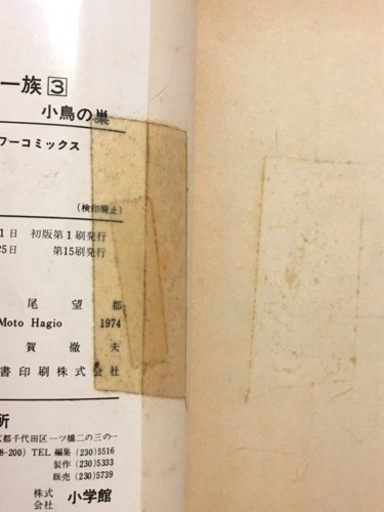 一族3
小鳥の巣
ワーコミックス
(検印廃止)
1日 初版第1刷発行
5日 第15刷発行
尾望都
Moto Hagio 1974
賀徹夫
書印刷株式会社
所
京都千代田区一ツ橋二の三の一
8-200) TEL 編集 (230) 5516
製作 (230) 5333
販売 (230) 5739
株式会社 小学館